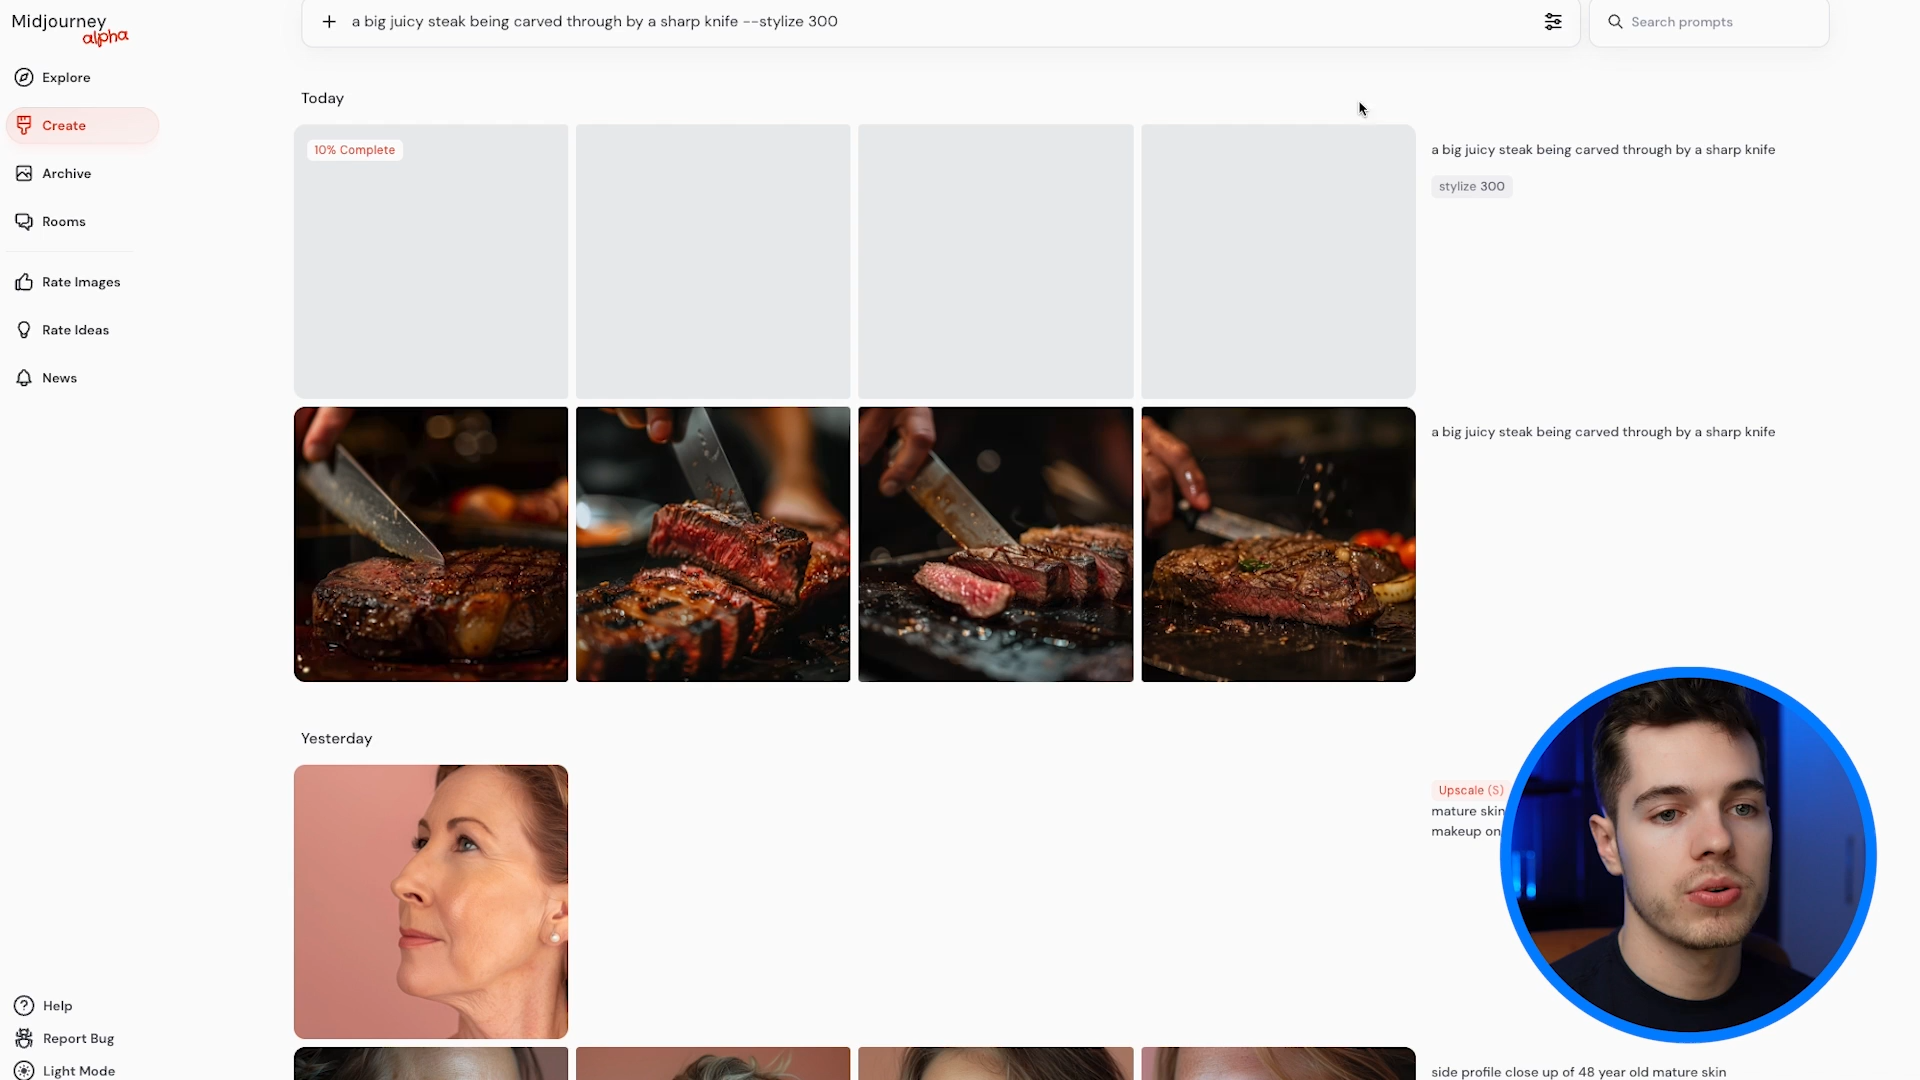 Midjourney
alpha
a big juicy steak being carved through by a sharp knife --stylize 300
Search prompts
Explore
Create
Archive
Rooms
Rate Images
Rate Ideas
News
Help
Report Bug
Light Mode
Today
10% Complete
a big juicy steak being carved through by a sharp knife
stylize 300
a big juicy steak being carved through by a sharp knife
Yesterday
Upscale (S)
mature skin
makeup on
side profile close up of 48 year old mature skin